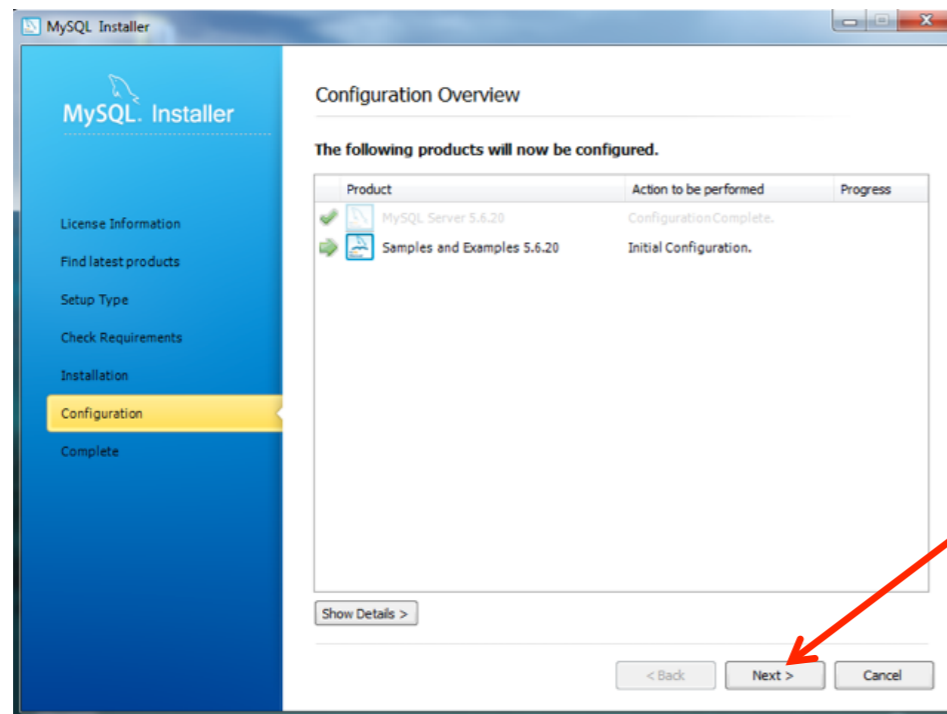 MySQL Installer
MySQL. Installer
License Information
Find latest products
Setup Type
Check Requirements
Installation
Configuration
Complete
Configuration Overview
The following products will now be configured.
Product Action to be performed Progress
MySQL Server 5.6.20 Configuration Complete.
Samples and Examples 5.6.20 Initial Configuration.
Show Details >
< Back Next > Cancel